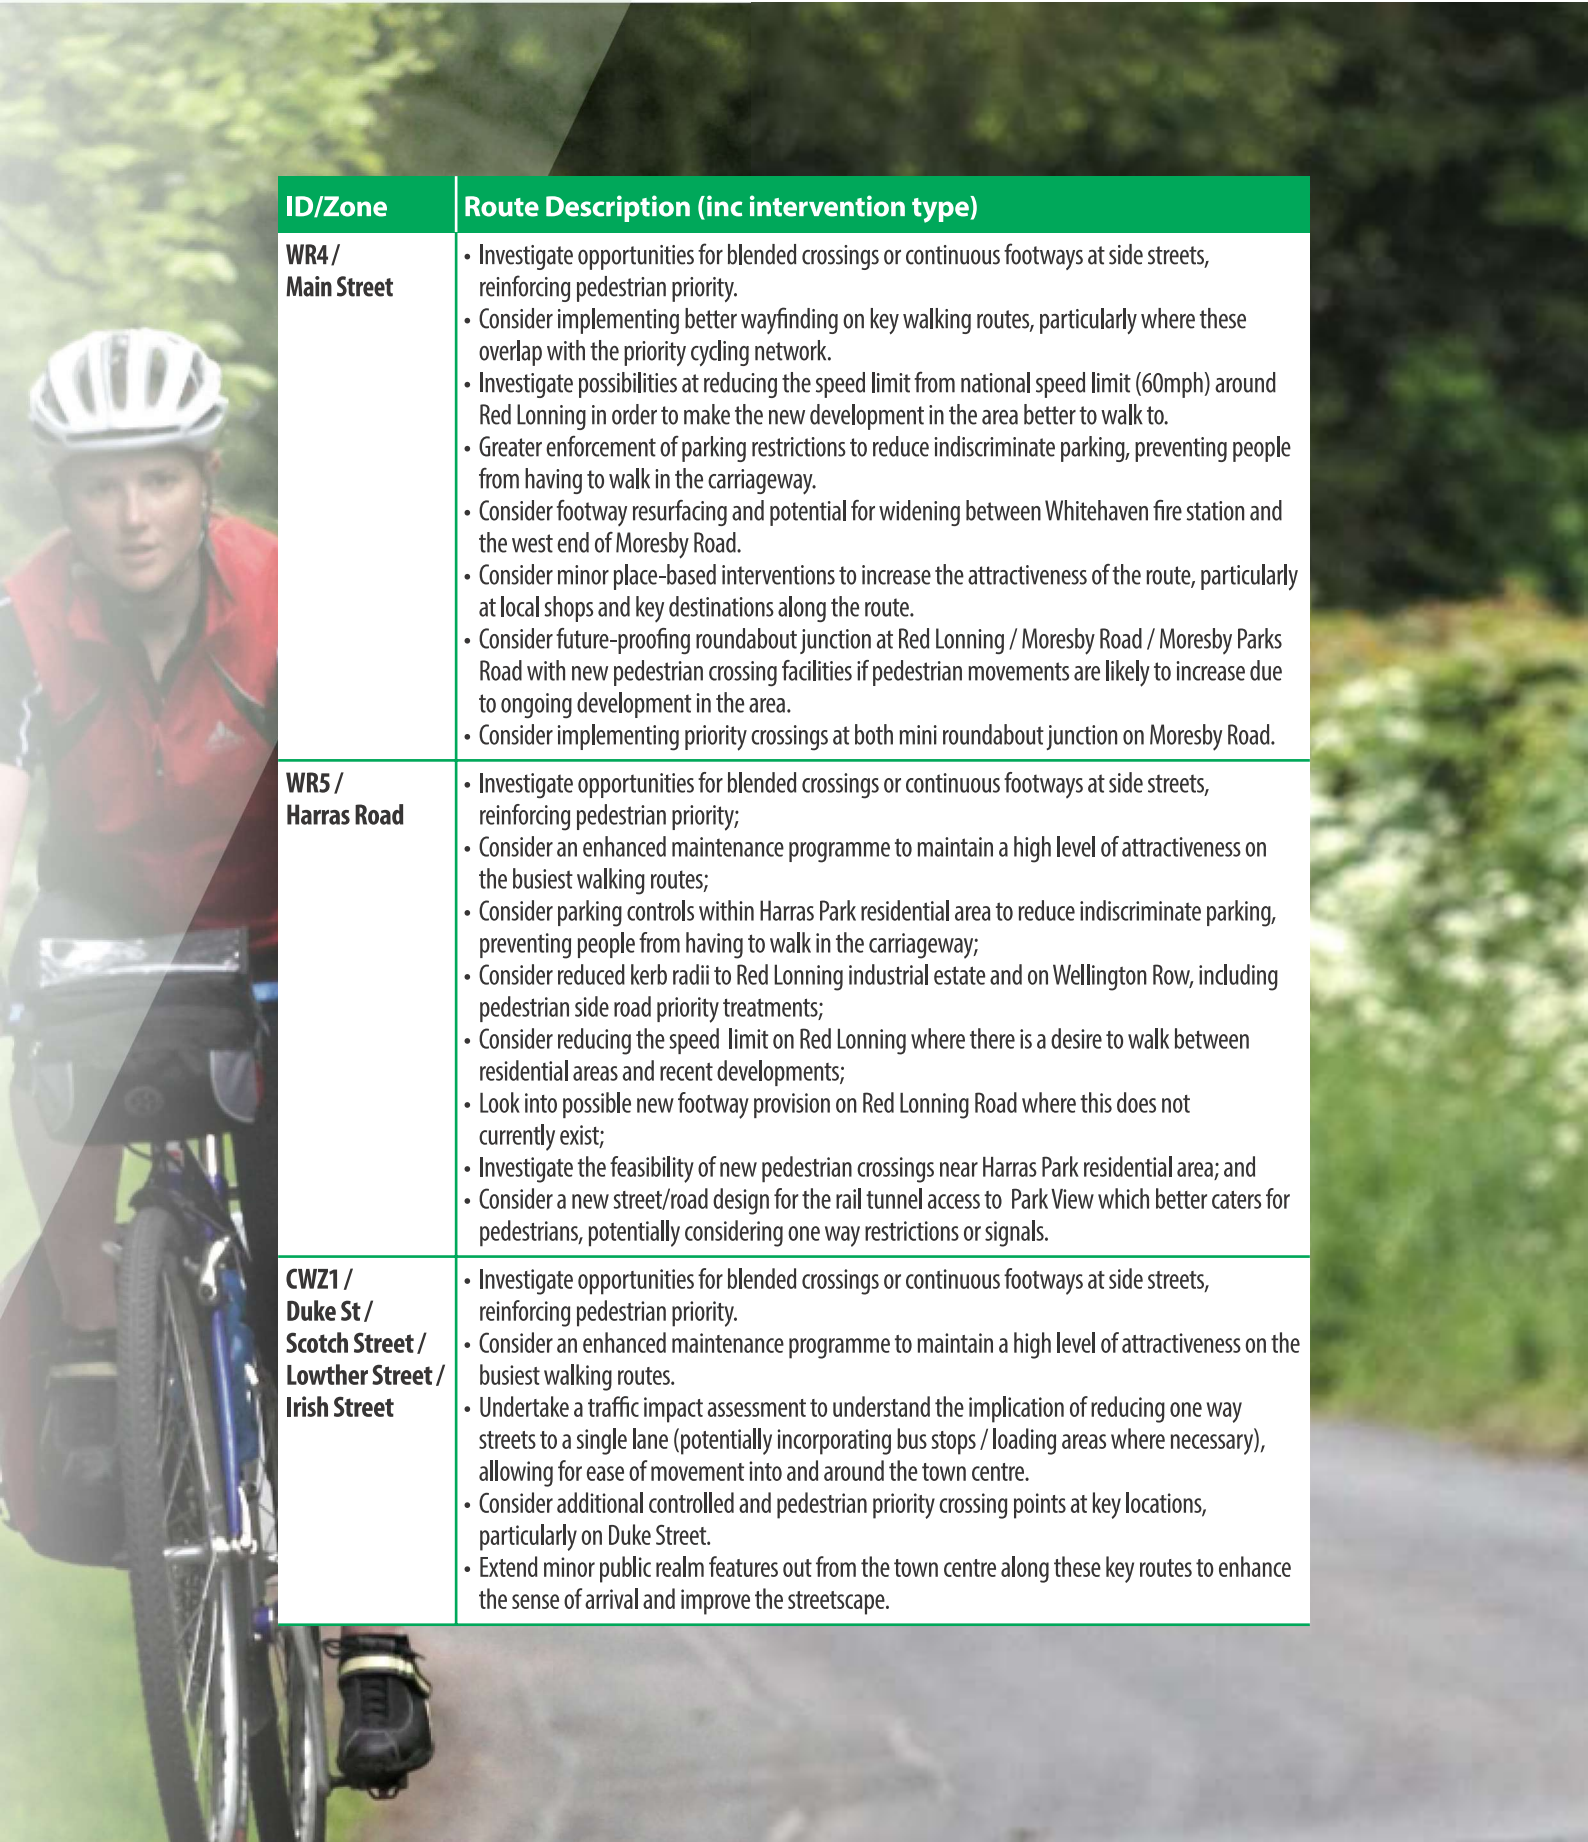 ID/Zone Route Description (inc intervention type)
WR4 /
Main Street
• Investigate opportunities for blended crossings or continuous footways at side streets,
reinforcing pedestrian priority.
• Consider implementing better wayfinding on key walking routes, particularly where these
overlap with the priority cycling network.
• Investigate possibilities at reducing the speed limit from national speed limit (60mph) around
Red Lonning in order to make the new development in the area better to walk to.
• Greater enforcement of parking restrictions to reduce indiscriminate parking, preventing people
from having to walk in the carriageway.
• Consider footway resurfacing and potential for widening between Whitehaven fire station and
the west end of Moresby Road.
• Consider minor place-based interventions to increase the attractiveness of the route, particularly
at local shops and key destinations along the route.
• Consider future-proofing roundabout junction at Red Lonning / Moresby Road / Moresby Parks
Road with new pedestrian crossing facilities if pedestrian movements are likely to increase due
to ongoing development in the area.
• Consider implementing priority crossings at both mini roundabout junction on Moresby Road.
WR5 /
Harras Road
• Investigate opportunities for blended crossings or continuous footways at side streets,
reinforcing pedestrian priority;
• Consider an enhanced maintenance programme to maintain a high level of attractiveness on
the busiest walking routes;
• Consider parking controls within Harras Park residential area to reduce indiscriminate parking,
preventing people from having to walk in the carriageway;
• Consider reduced kerb radii to Red Lonning industrial estate and on Wellington Row, including
pedestrian side road priority treatments;
• Consider reducing the speed limit on Red Lonning where there is a desire to walk between
residential areas and recent developments;
• Look into possible new footway provision on Red Lonning Road where this does not
currently exist;
• Investigate the feasibility of new pedestrian crossings near Harras Park residential area; and
• Consider a new street/road design for the rail tunnel access to Park View which better caters for
pedestrians, potentially considering one way restrictions or signals.
CWZ1 /
Duke St /
Scotch Street /
Lowther Street /
Irish Street
• Investigate opportunities for blended crossings or continuous footways at side streets,
reinforcing pedestrian priority.
• Consider an enhanced maintenance programme to maintain a high level of attractiveness on the
busiest walking routes.
• Undertake a traffic impact assessment to understand the implication of reducing one way
streets to a single lane (potentially incorporating bus stops / loading areas where necessary),
allowing for ease of movement into and around the town centre.
• Consider additional controlled and pedestrian priority crossing points at key locations,
particularly on Duke Street.
• Extend minor public realm features out from the town centre along these key routes to enhance
the sense of arrival and improve the streetscape.